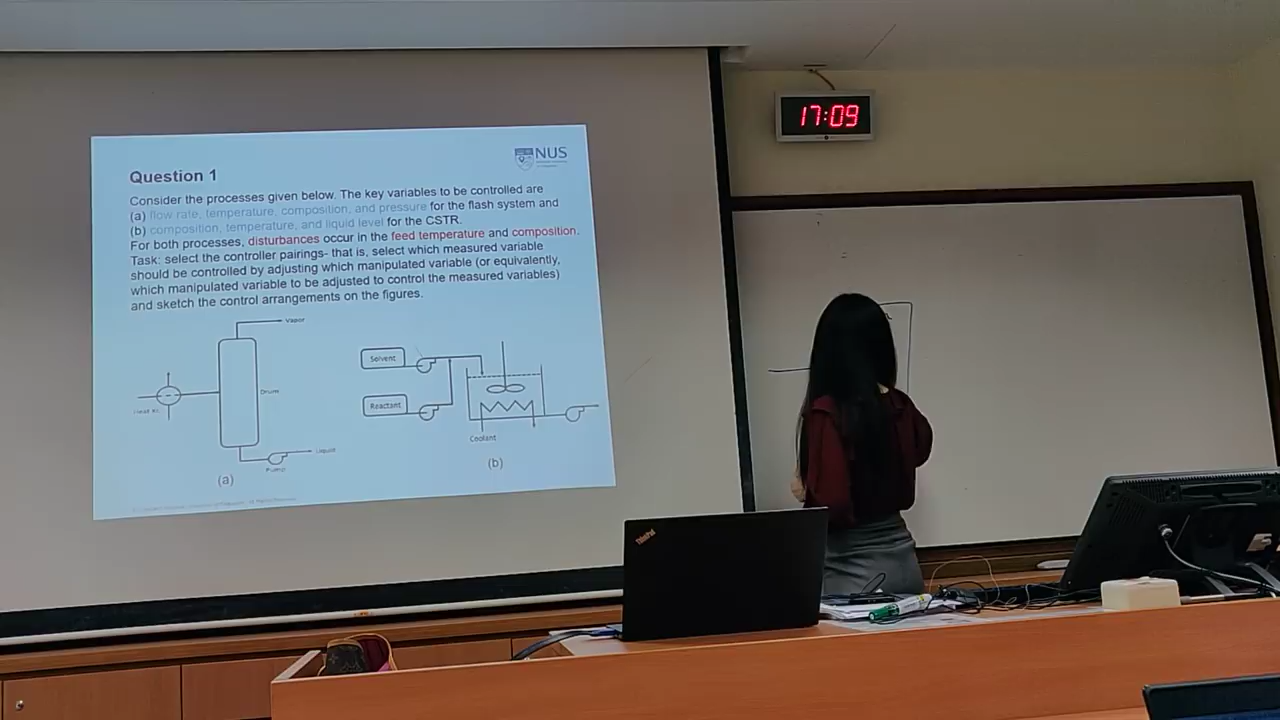 17:09
NUS
Question 1
Consider the processes given below. The key variables to be controlled are
(a) flow rate, temperature, composition, and pressure for the flash system and
(b) composition, temperature, and liquid level for the CSTR.
For both processes, disturbances occur in the feed temperature and composition.
Task: select the controller pairings- that is, select which measured variable
should be controlled by adjusting which manipulated variable (or equivalently,
which manipulated variable to be adjusted to control the measured variables)
and sketch the control arrangements on the figures.
Vapor
Drum
Liquid
Pump
(a)
Solvent
Reactant
Coolant
(b)
ThinkPad